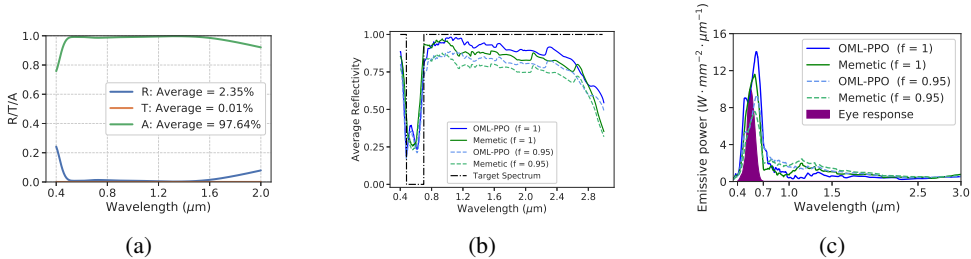 1.0
0.8
0.6
0.4
0.2
0.0
R/T/A
R: Average = 2.35%
T: Average = 0.01%
A: Average = 97.64%
0.4 0.8 1.2 1.6 2.0
Wavelength (μm)
(a)
1.00
0.75
0.50
0.25
0.00
Average Reflectivity
OML-PPO (f = 1)
Memetic (f = 1)
OML-PPO (f = 0.95)
Memetic (f = 0.95)
Target Spectrum
0.4 0.8 1.2 1.6 2.0 2.4 2.8
Wavelength (μm)
(b)
15
10
5
0
Emissive power (W · mm⁻². μm⁻¹)
OML-PPO (f = 1)
Memetic (f = 1)
OML-PPO (f = 0.95)
Memetic (f = 0.95)
Eye response
0.4 0.7 1.0 1.5 2.0 2.5 3.0
Wavelength (μm)
(c)